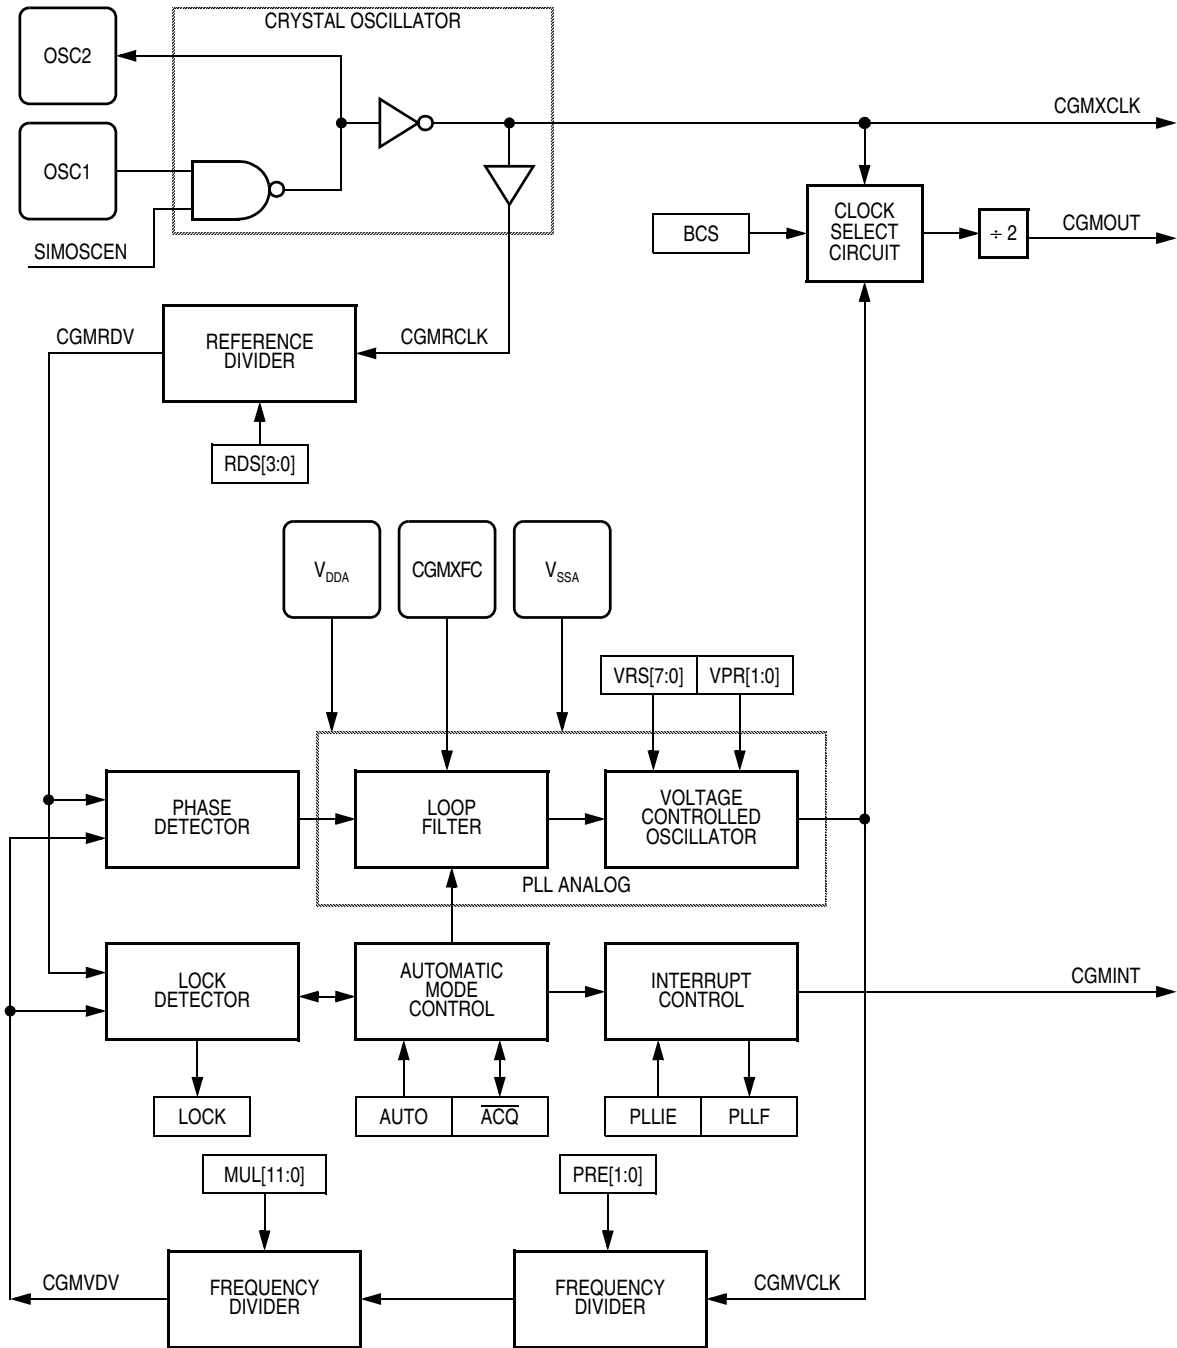 CRYSTAL OSCILLATOR
OSC2
CGMXCLK
OSC1
CLOCK
SELECT
CIRCUIT
BCS
÷ 2
CGMOUT
SIMOSCEN
CGMRDV
REFERENCE
DIVIDER
CGMRCLK
RDS[3:0]
VDDA
CGMXFC
VSSA
VRS[7:0]
VPR[1:0]
PHASE
DETECTOR
LOOP
FILTER
VOLTAGE
CONTROLLED
OSCILLATOR
PLL ANALOG
LOCK
DETECTOR
AUTOMATIC
MODE
CONTROL
INTERRUPT
CONTROL
CGMINT
LOCK
AUTO
A̅C̅Q̅
PLLIE
PLLF
MUL[11:0]
PRE[1:0]
CGMVDV
FREQUENCY
DIVIDER
FREQUENCY
DIVIDER
CGMVCLK